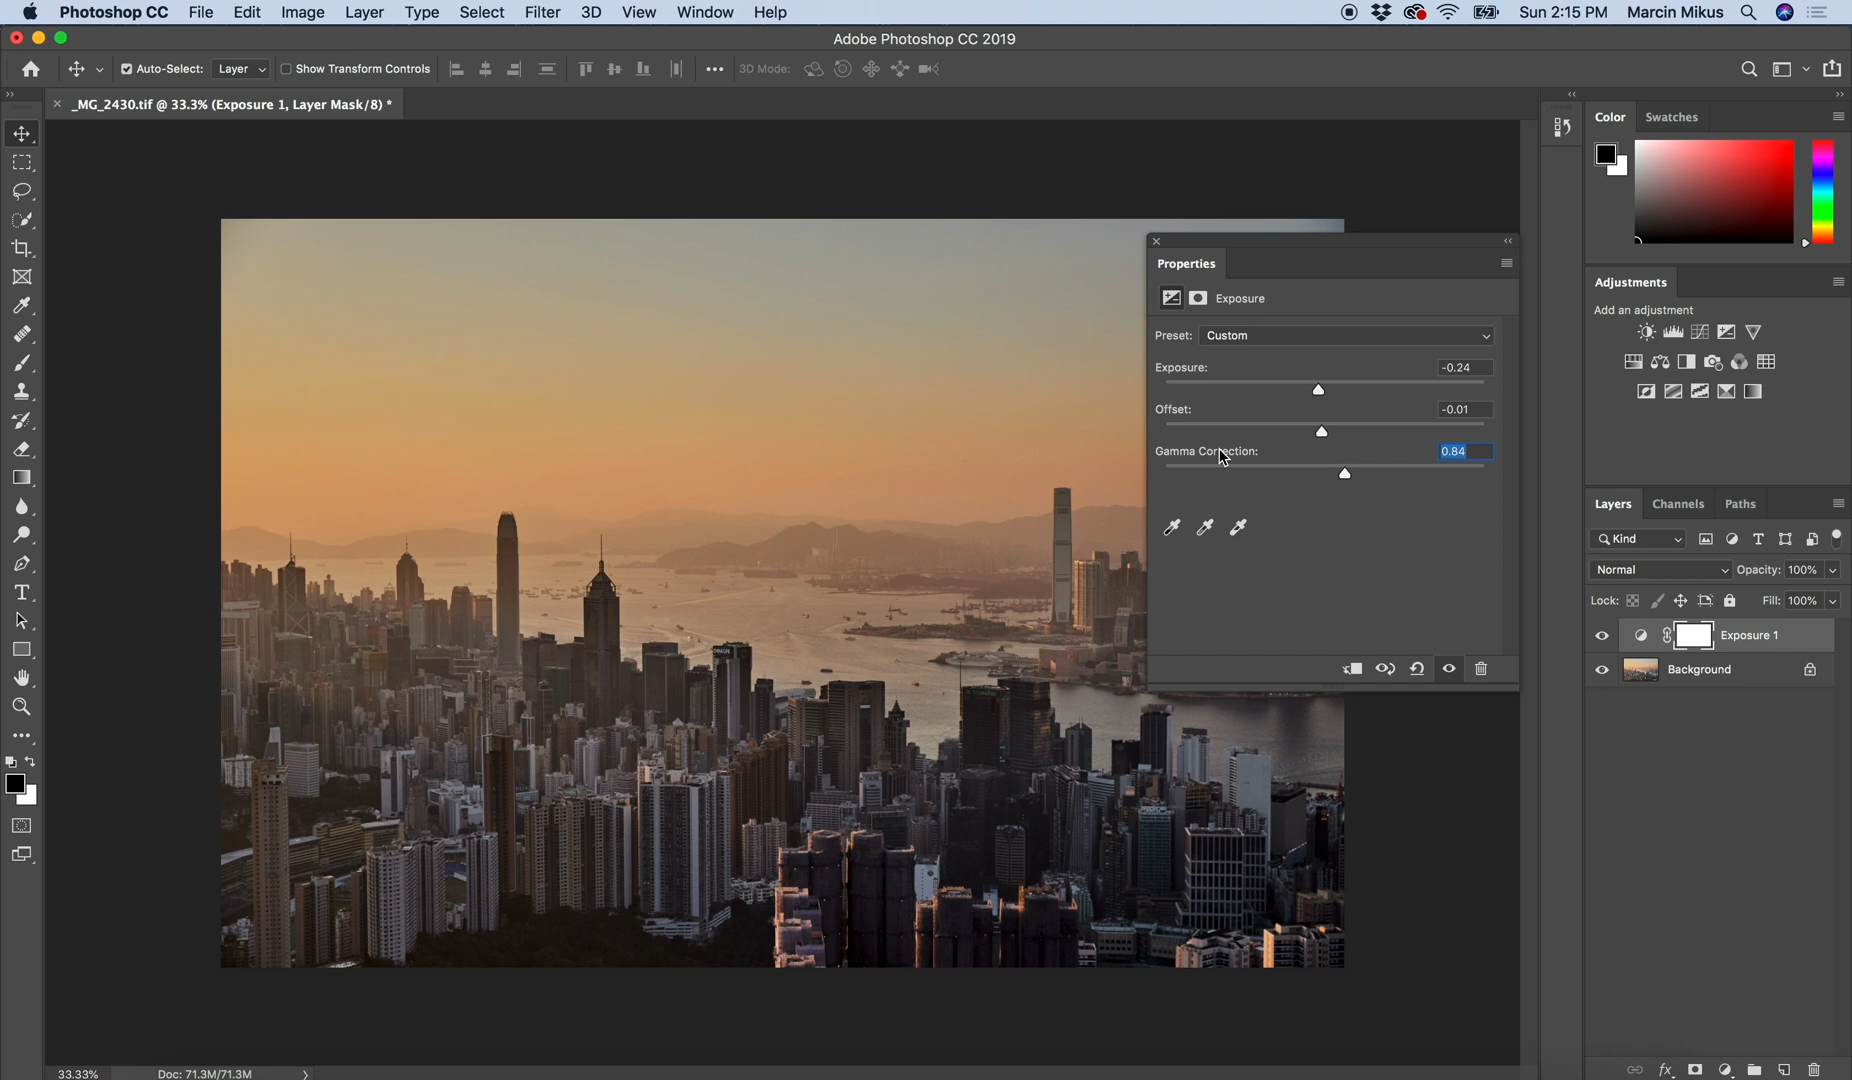 Photoshop CC File Edit Image Layer Type Select Filter 3D View Window Help Sun 2:15 PM Marcin Mikus
Adobe Photoshop CC 2019
Auto-Select: Layer Show Transform Controls 3D Mode:
_MG_2430.tif @ 33.3% (Exposure 1, Layer Mask/8) *
Color Swatches
Properties
Exposure
Preset: Custom
Exposure: -0.24
Offset: -0.01
Gamma Correction: 0.84
Adjustments
Add an adjustment
Layers Channels Paths
Kind
Normal Opacity: 100%
Lock: Fill: 100%
Exposure 1
Background
33.33% Doc: 71.3M/71.3M